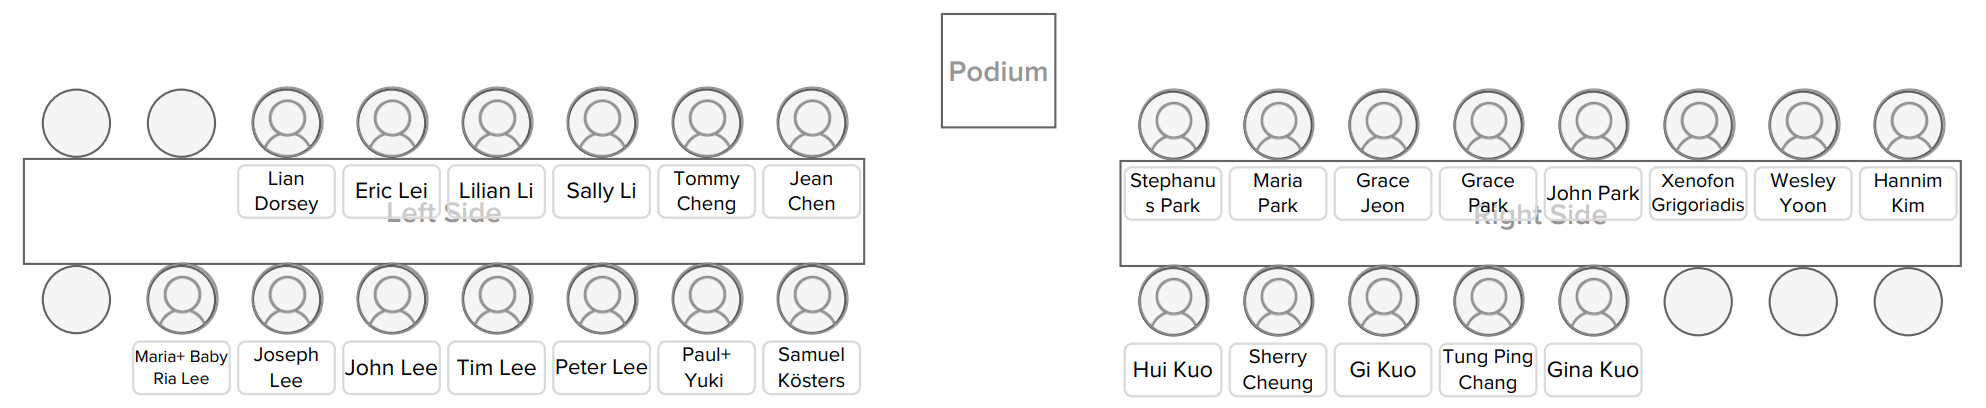 Podium
Lian
Dorsey
Eric Lei
Lilian Li
Sally Li
Tommy
Cheng
Jean
Chen
Left Side
Maria+ Baby
Ria Lee
Joseph
Lee
John Lee
Tim Lee
Peter Lee
Paul+
Yuki
Samuel
Kösters
Stephanu
s Park
Maria
Park
Grace
Jeon
Grace
Park
John Park
Xenofon
Grigoriadis
Wesley
Yoon
Hannim
Kim
Right Side
Hui Kuo
Sherry
Cheung
Gi Kuo
Tung Ping
Chang
Gina Kuo